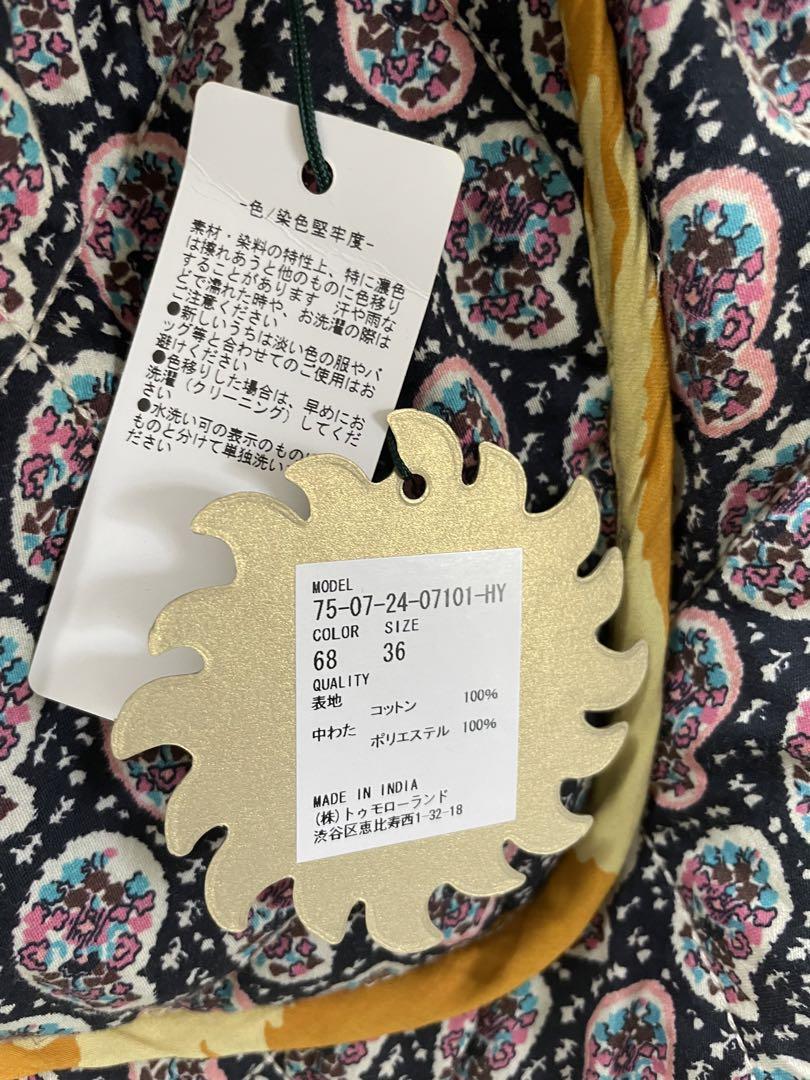 -色/染色堅牢度-
素材・染料の特性上、特に濃色
は擦れあうと他のものに色移り
することがあります　汗や雨な
どで濡れた時や、お洗濯の際は
ご注意ください
●新しいうちは淡い色の服やバ
ッグ等と合わせてのご使用はお
避けください
●色移りした場合は、早めにお
洗濯（クリーニング）してくだ
さい
●水洗い可の表示のもの
ものと分けて単独洗い
ださい
MODEL
75-07-24-07101-HY
COLOR SIZE
68 36
QUALITY
表地 コットン 100%
中わた ポリエステル 100%
MADE IN INDIA
(株)トゥモローランド
渋谷区恵比寿西1-32-18